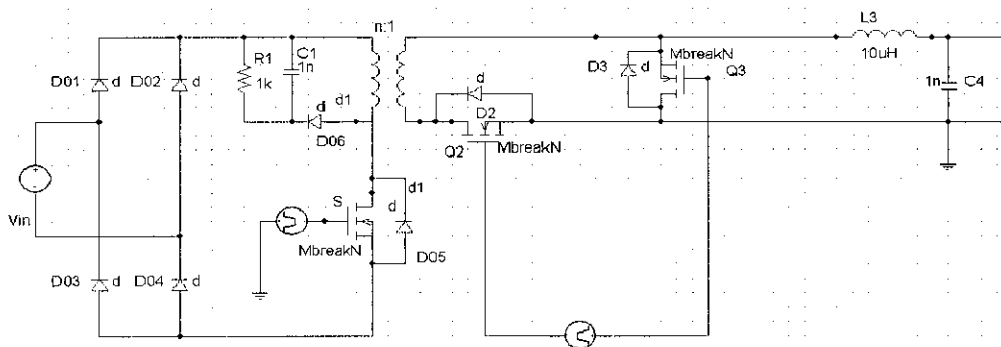 n:1
L3
10uH
D01
d
D02
d
R1
1k
C1
1n
D3
d
MbreakN
Q3
1n
C4
d1
d
D06
d
D2
Q2
MbreakN
Vin
S
d1
d
MbreakN
D05
D03
d
D04
d